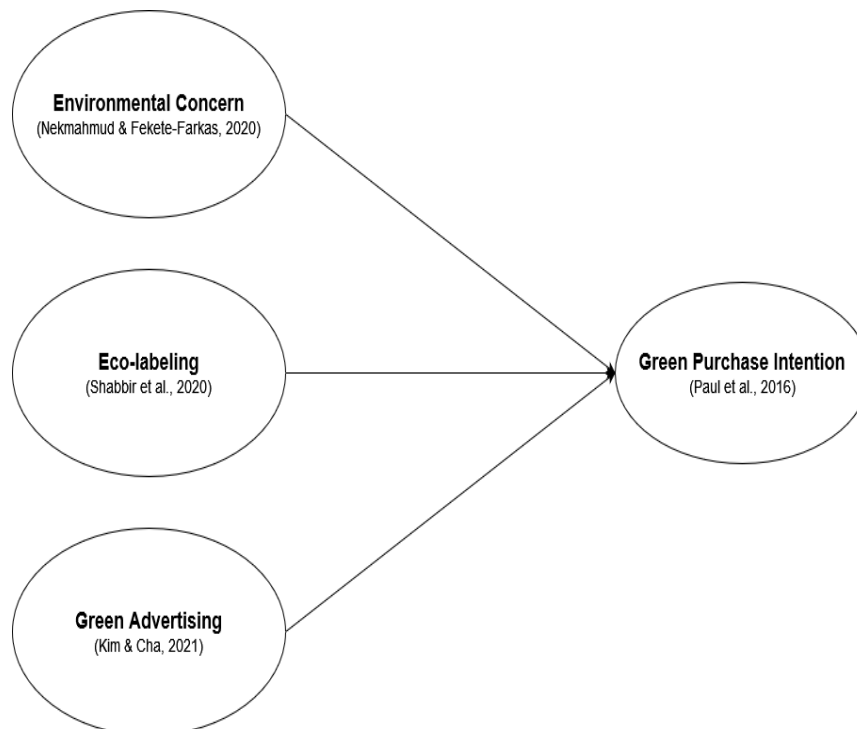 Environmental Concern
(Nekmahmud & Fekete-Farkas, 2020)
Eco-labeling
(Shabbir et al., 2020)
Green Purchase Intention
(Paul et al., 2016)
Green Advertising
(Kim & Cha, 2021)